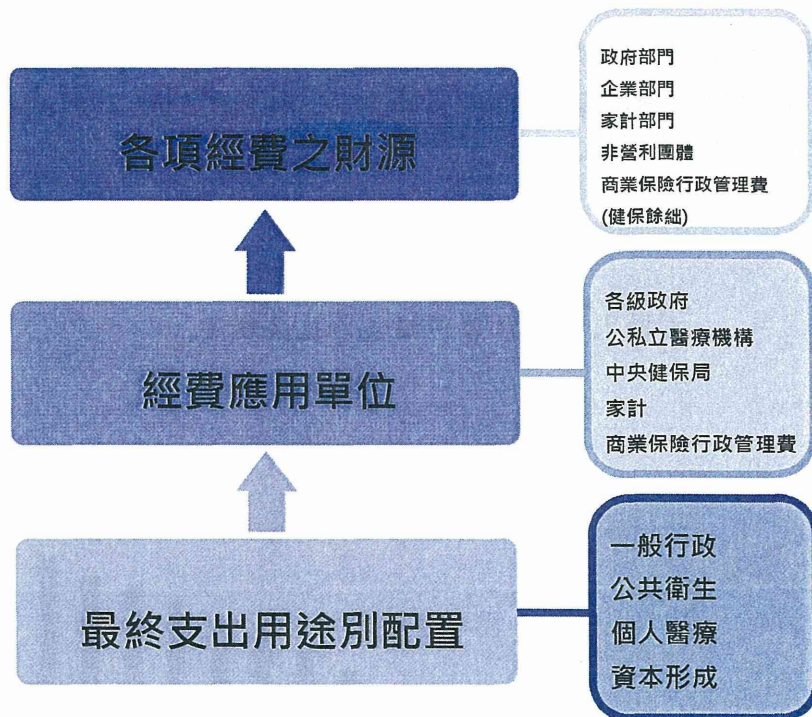 各項經費之財源
政府部門
企業部門
家計部門
非營利團體
商業保險行政管理費
(健保餘絀)
經費應用單位
各級政府
公私立醫療機構
中央健保局
家計
商業保險行政管理費
最終支出用途別配置
一般行政
公共衛生
個人醫療
資本形成